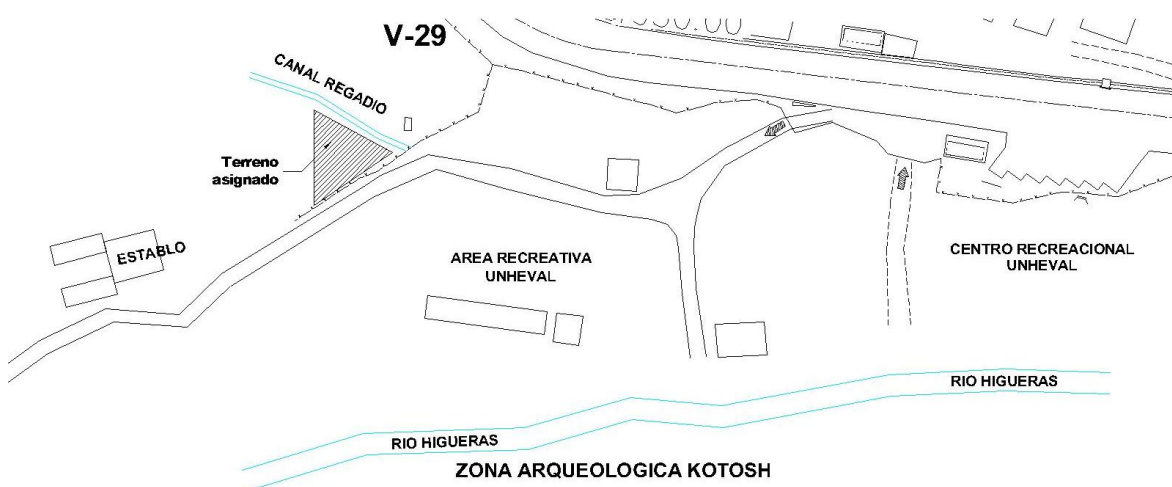 V-29
CANAL REGADIO
Terreno
asignado
ESTABLO
AREA RECREATIVA
UNHEVAL
CENTRO RECREACIONAL
UNHEVAL
RIO HIGUERAS
RIO HIGUERAS
ZONA ARQUEOLOGICA KOTOSH